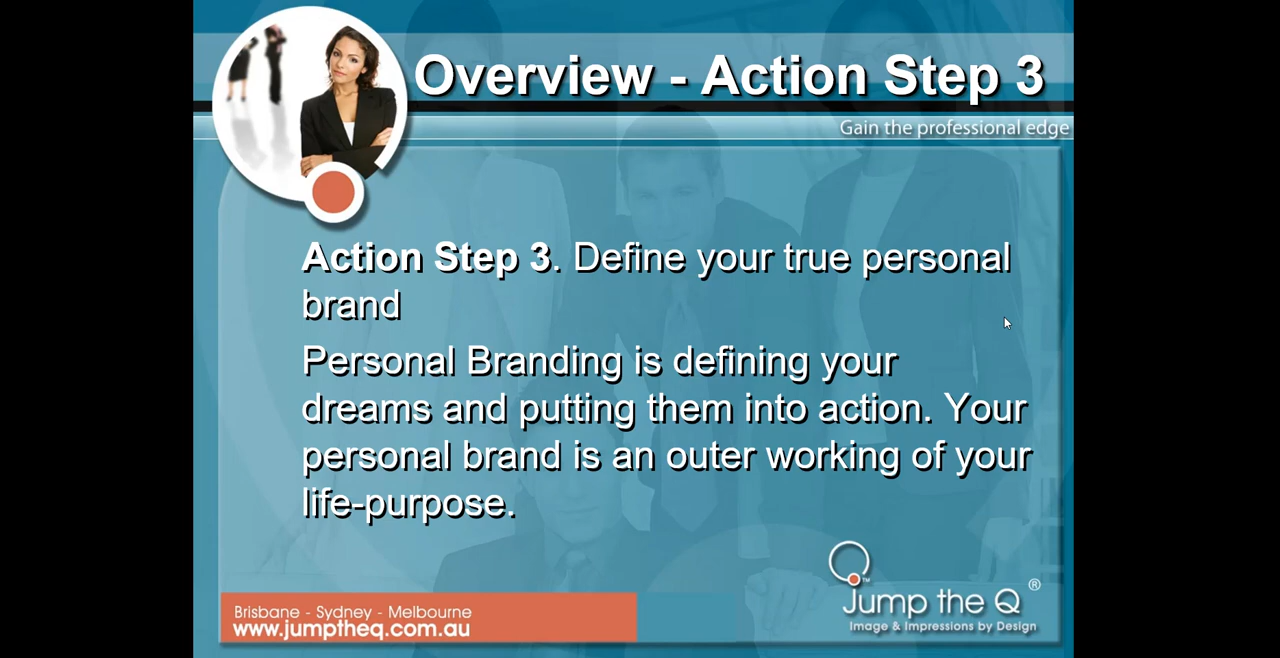 Overview - Action Step 3
Gain the professional edge
Action Step 3. Define your true personal
brand
Personal Branding is defining your
dreams and putting them into action. Your
personal brand is an outer working of your
life-purpose.
Brisbane - Sydney - Melbourne
www.jumptheq.com.au
TM
Jump the Q ®
Image & Impressions by Design